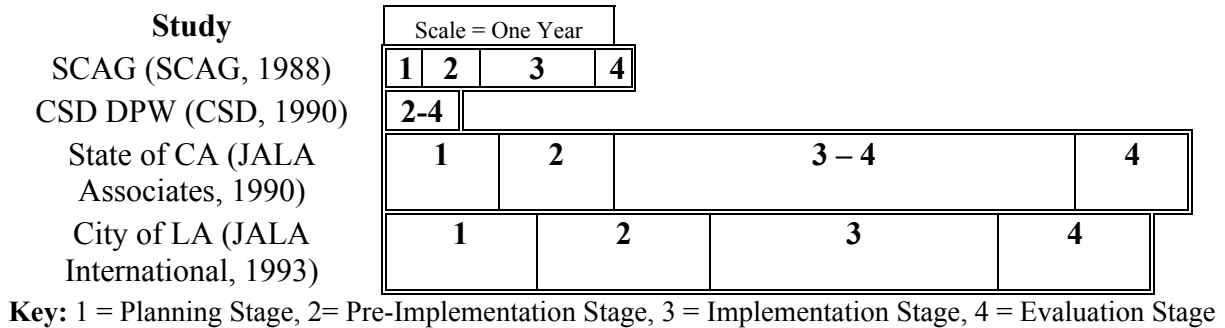 Study Scale = One Year
SCAG (SCAG, 1988) 1 2 3 4
CSD DPW (CSD, 1990) 2-4
State of CA (JALA 1 2 3 – 4 4
Associates, 1990)
City of LA (JALA 1 2 3 4
International, 1993)
Key: 1 = Planning Stage, 2= Pre-Implementation Stage, 3 = Implementation Stage, 4 = Evaluation Stage